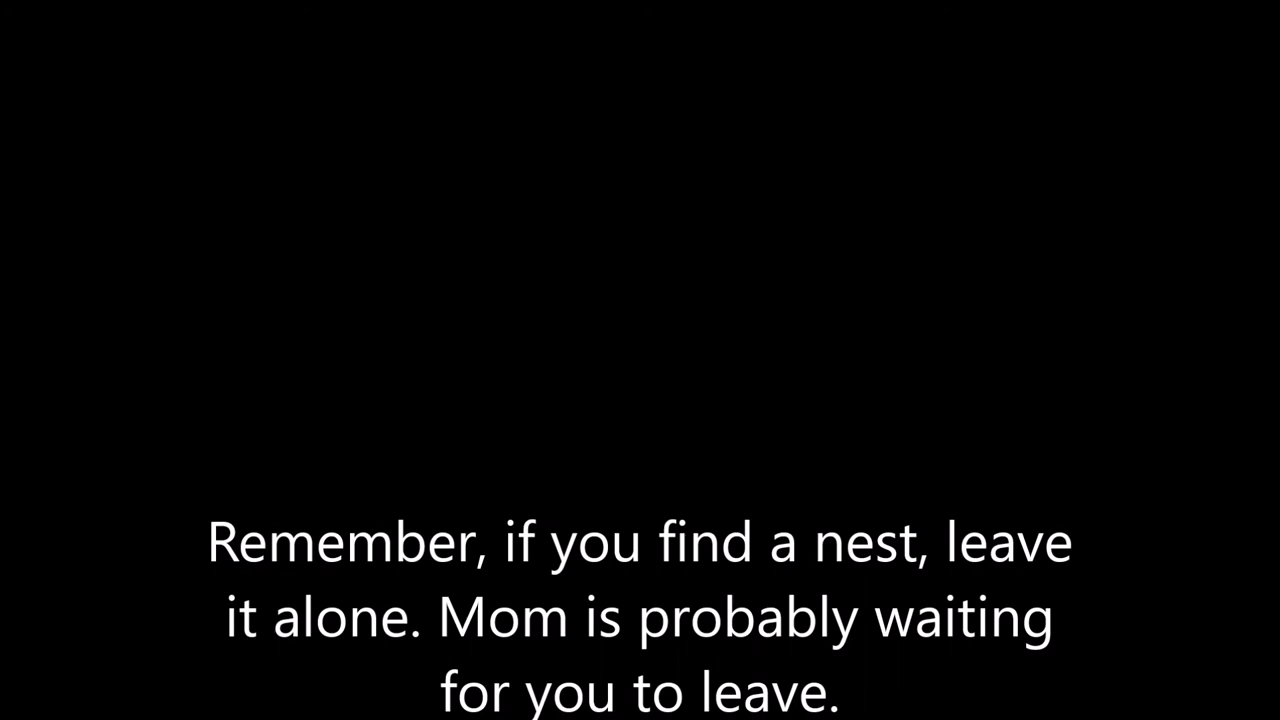 Remember, if you find a nest, leave
it alone. Mom is probably waiting
for you to leave.